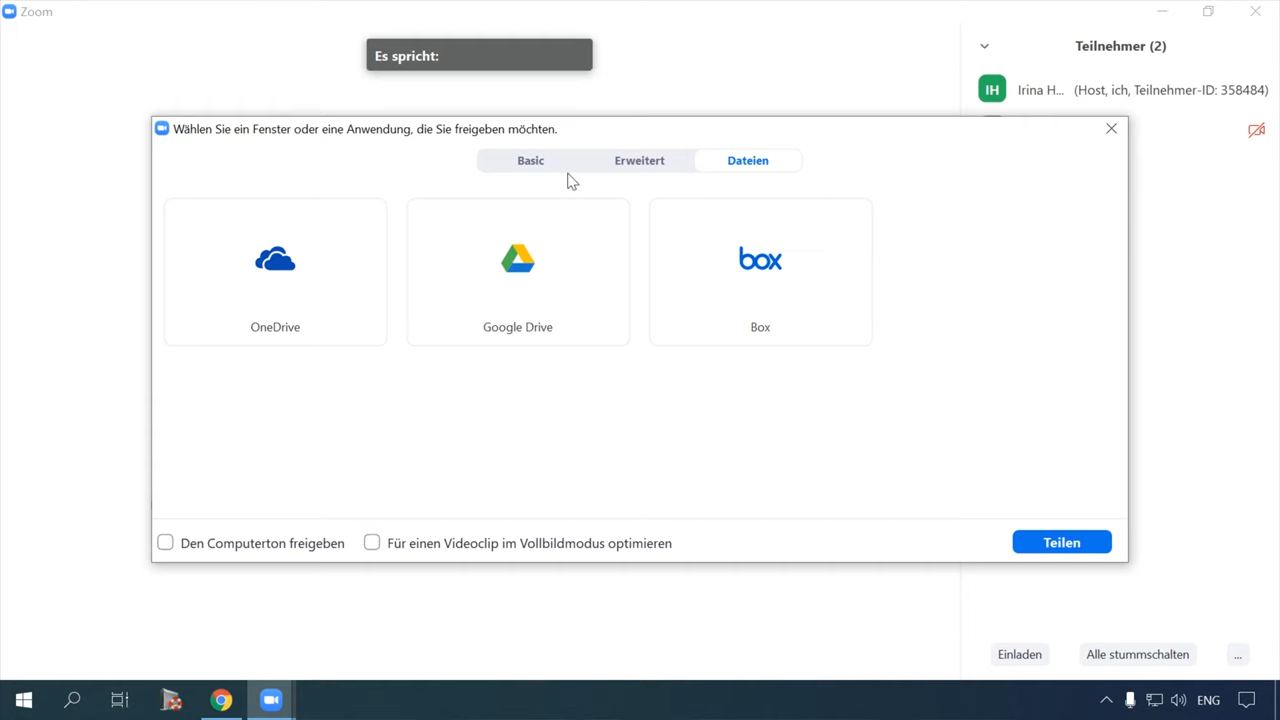 Zoom
Es spricht:
Teilnehmer (2)
IH Irina H... (Host, ich, Teilnehmer-ID: 358484)
Wählen Sie ein Fenster oder eine Anwendung, die Sie freigeben möchten.
Basic Erweitert Dateien
box
OneDrive Google Drive Box
Den Computerton freigeben Für einen Videoclip im Vollbildmodus optimieren Teilen
Einladen Alle stummschalten ...
ENG